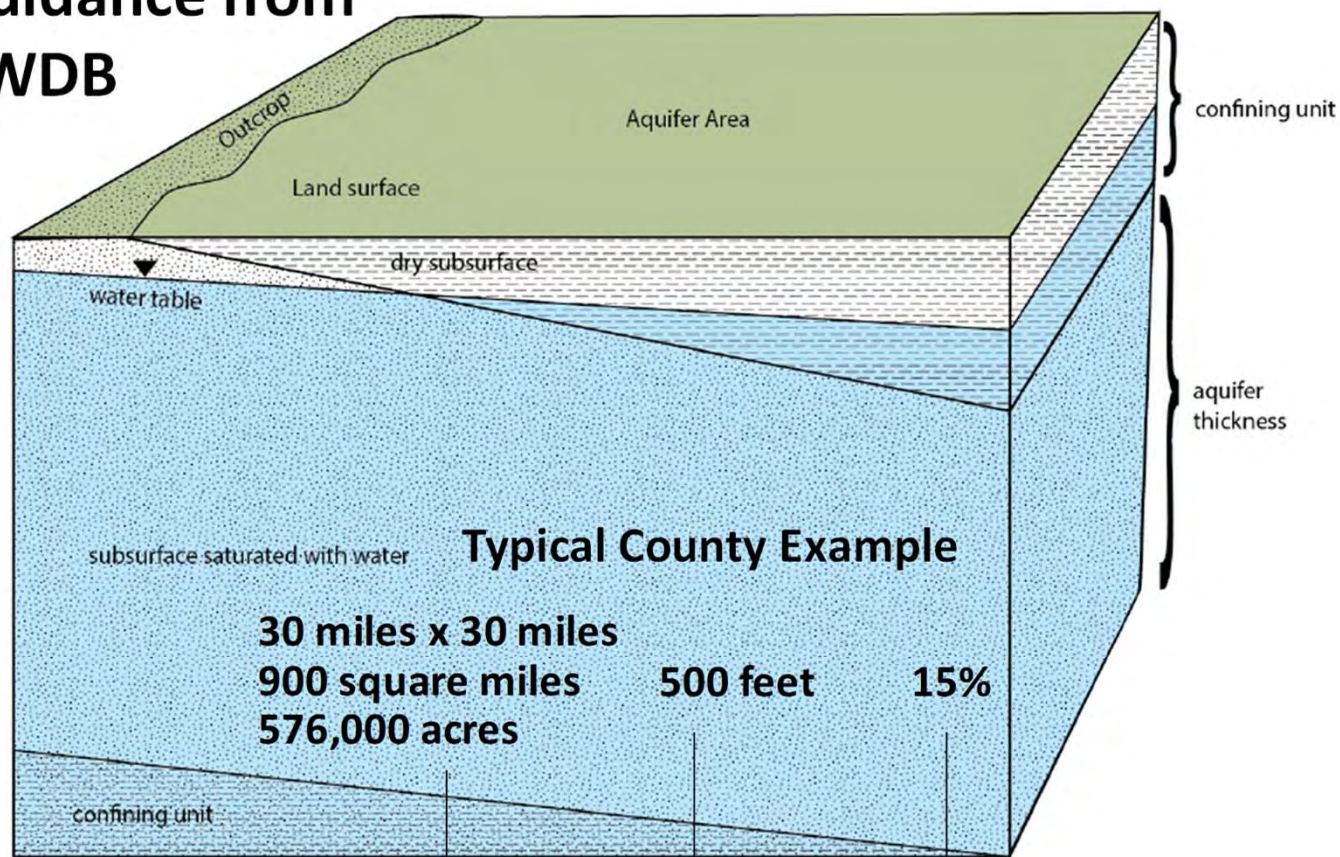 WDB
Outcrop
Aquifer Area
Land surface
confining unit
dry subsurface
water table
aquifer
thickness
subsurface saturated with water
Typical County Example
30 miles x 30 miles
900 square miles 500 feet 15%
576,000 acres
confining unit